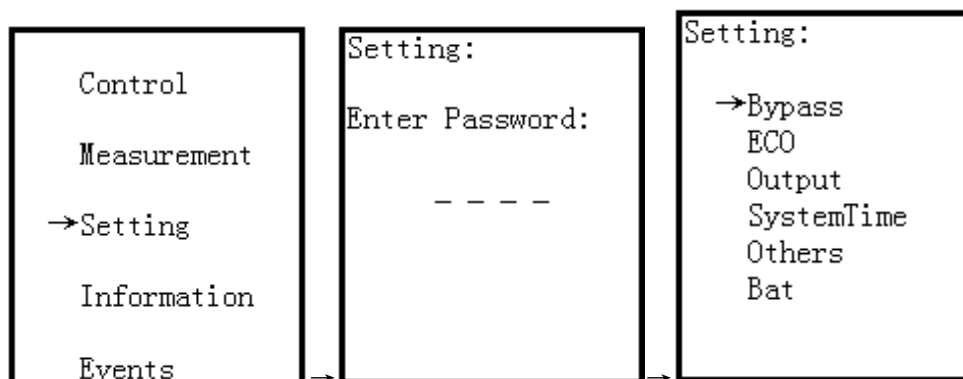 Control
Measurement
→Setting
Information
Events
→
Setting:
Enter Password:
_ _ _ _
→
Setting:
→Bypass
ECO
Output
SystemTime
Others
Bat